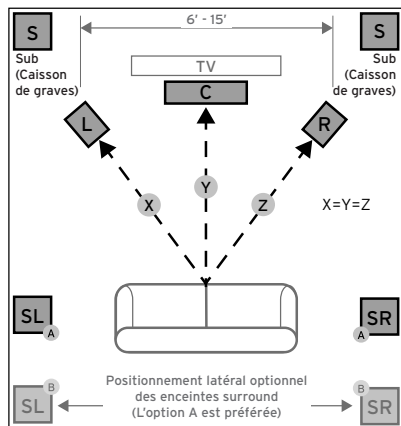 6’ - 15’
S
S
Sub
(Caisson
de graves)
Sub
(Caisson
de graves)
TV
C
L
R
X
Y
Z
X=Y=Z
SL
A
SR
A
B
SL
Positionnement latéral optionnel
des enceintes surround
(L’option A est préférée)
B
SR